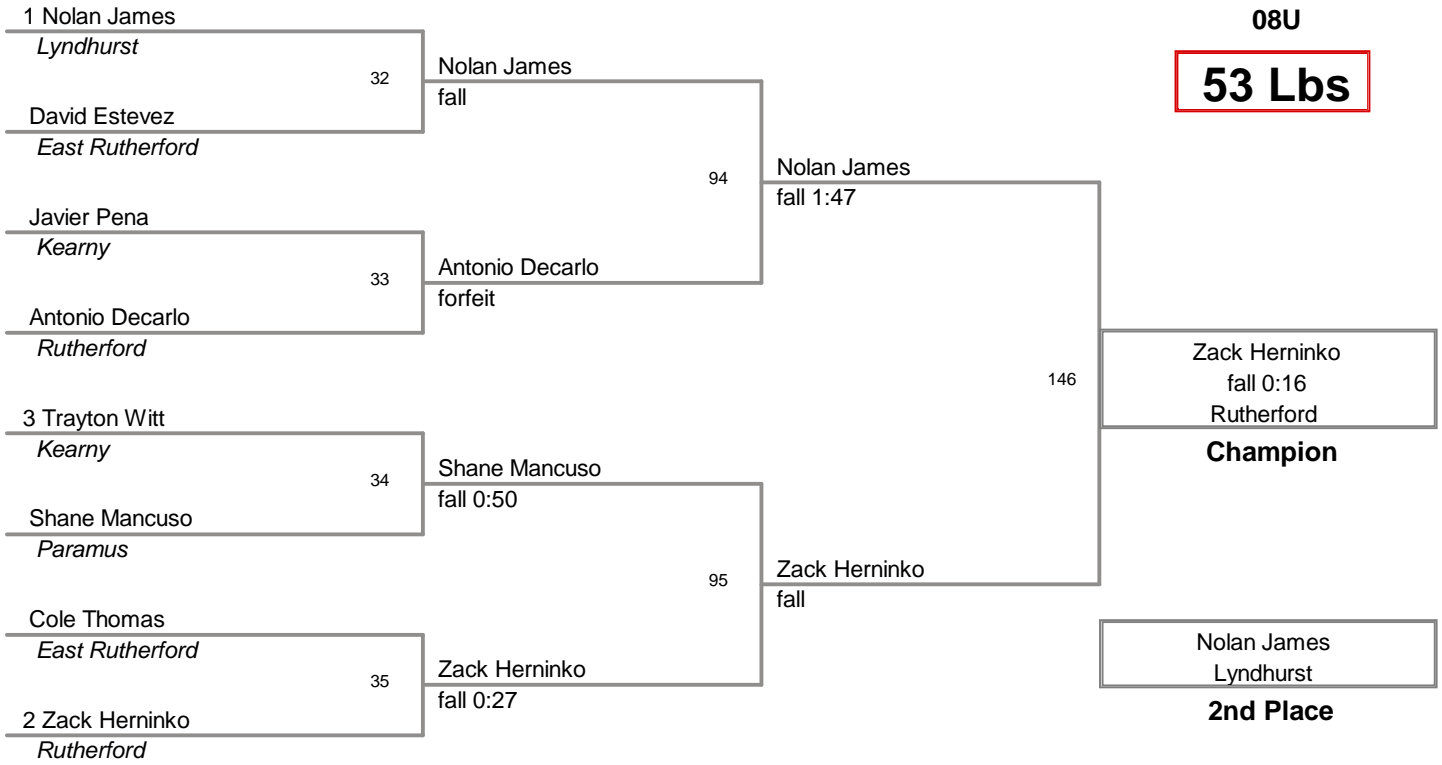 1 Nolan James
Lyndhurst
32
David Estevez
East Rutherford
Javier Pena
Kearny
33
Antonio Decarlo
Rutherford
3 Trayton Witt
Kearny
34
Shane Mancuso
Paramus
Cole Thomas
East Rutherford
35
2 Zack Herninko
Rutherford
Nolan James
fall
94
Antonio Decarlo
forfeit
Shane Mancuso
fall 0:50
95
Zack Herninko
fall 0:27
Nolan James
fall 1:47
146
Zack Herninko
fall
08U
53 Lbs
Zack Herninko
fall 0:16
Rutherford
Champion
Nolan James
Lyndhurst
2nd Place